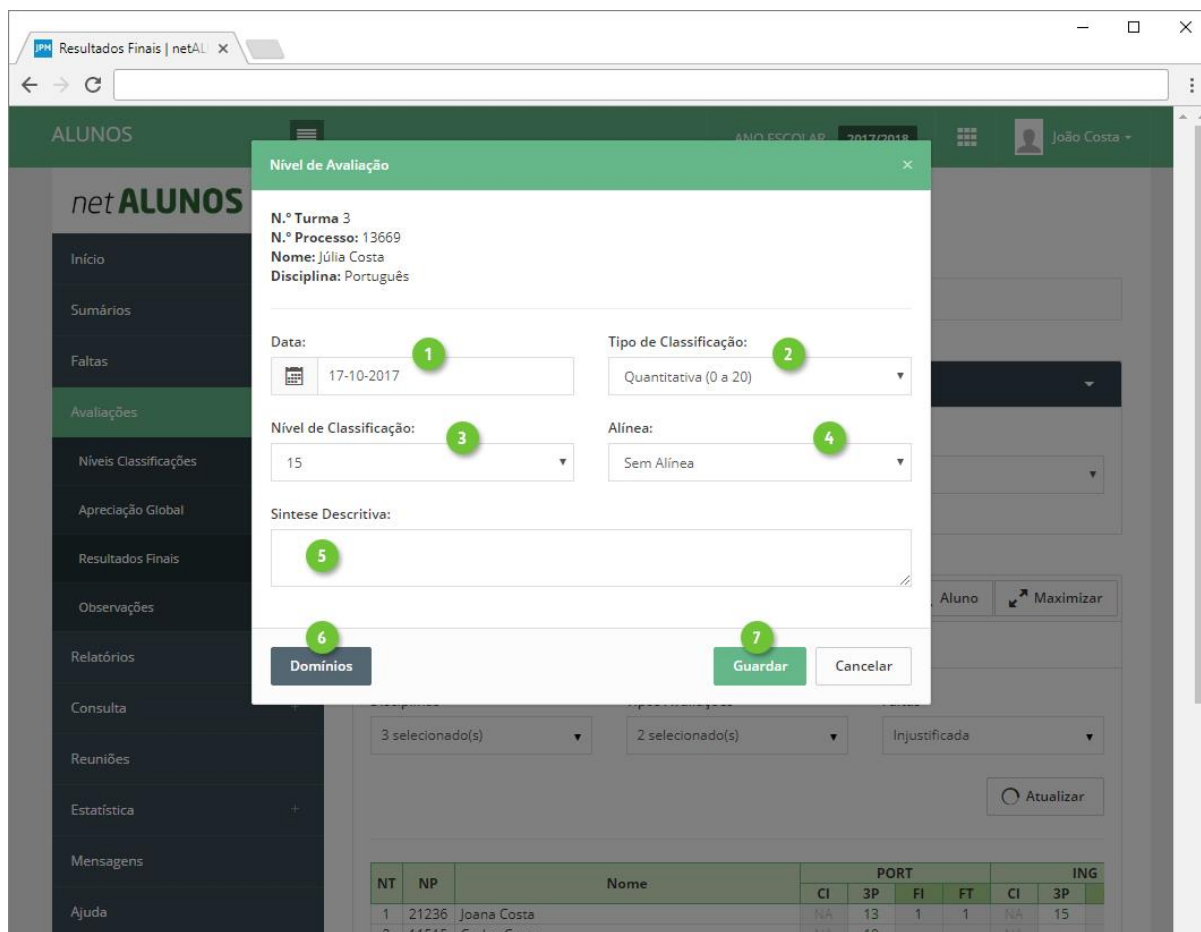 JPM Resultados Finais | netAL
ALUNOS
ANO ESCOLAR 2017/2018 João Costa
Nível de Avaliação ×
net ALUNOS
N.º Turma 3
N.º Processo: 13669
Nome: Júlia Costa
Disciplina: Português
Início
Sumários
Faltas
Avaliações
Níveis Classificações
Apreciação Global
Resultados Finais
Observações
Relatórios
Consulta +
Reuniões
Estatística +
Mensagens
Ajuda
Data: 1
17-10-2017
Tipo de Classificação: 2
Quantitativa (0 a 20)
Nível de Classificação: 3
15
Alínea: 4
Sem Alínea
Sintese Descritiva:
5
6
Domínios
7
Guardar Cancelar
Aluno Maximizar
3 selecionado(s) 2 selecionado(s) Injustificada
Atualizar
NT NP Nome PORT ING
CI 3P FI FT CI 3P
1 21236 Joana Costa NA 13 1 1 NA 15